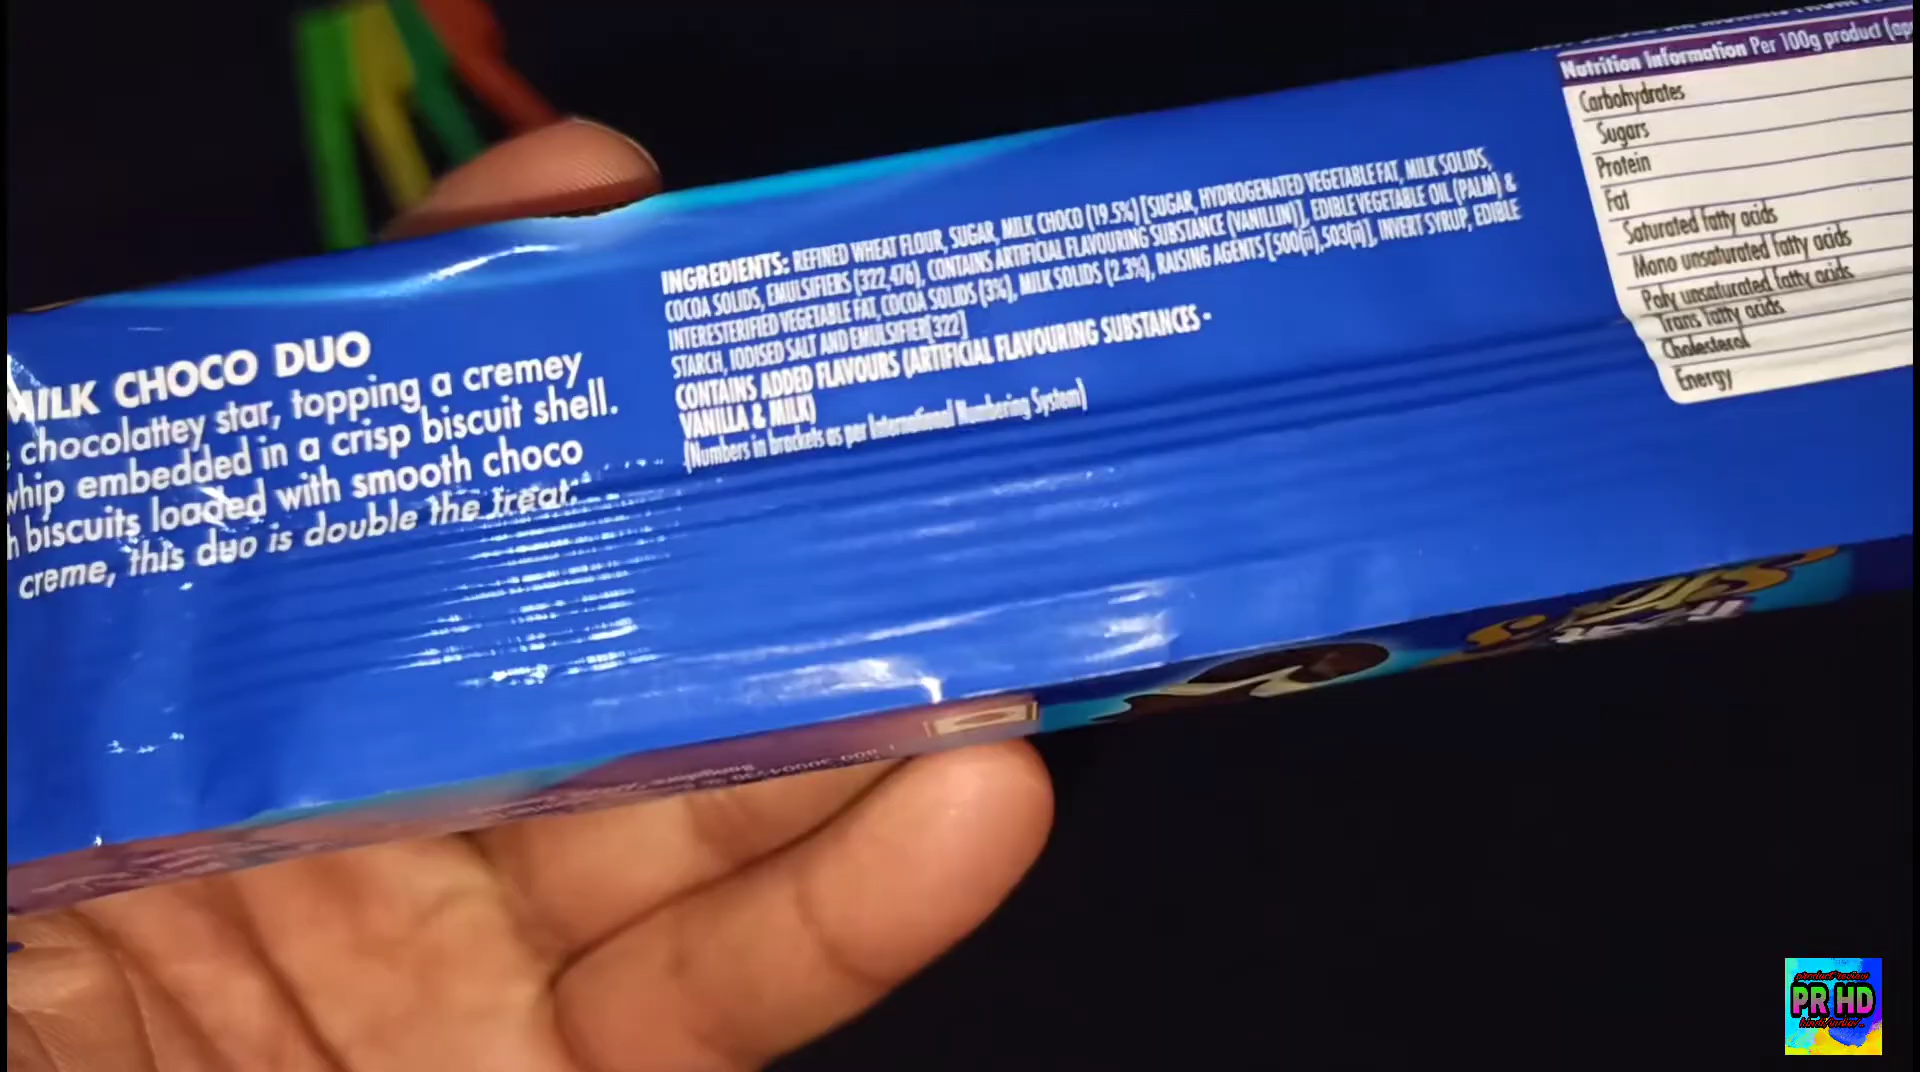 MILK CHOCO DUO
chocolattey star, topping a cremey
whip embedded in a crisp biscuit shell.
biscuits loaded with smooth choco
creme, this duo is double the treat.
INGREDIENTS: REFINED WHEAT FLOUR, SUGAR, MILK CHOCO (19.5%) [SUGAR, HYDROGENATED VEGETABLE FAT, MILK SOLIDS,
COCOA SOLIDS, EMULSIFIERS (322,476), CONTAINS ARTIFICIAL FLAVOURING SUBSTANCE (VANILLIN)], EDIBLE VEGETABLE OIL (PALM) &
INTERESTERIFIED VEGETABLE FAT, COCOA SOLIDS (3%), MILK SOLIDS (2.3%), RAISING AGENTS [500(ii),503(ii)], INVERT SYRUP, EDIBLE
STARCH, IODISED SALT AND EMULSIFIER[322]
CONTAINS ADDED FLAVOURS (ARTIFICIAL FLAVOURING SUBSTANCES -
VANILLA & MILK)
(Numbers in brackets as per International Numbering System)
Nutrition Information Per 100g product
Carbohydrates
Sugars
Protein
Fat
Saturated fatty acids
Mono unsaturated fatty acids
Poly unsaturated fatty acids
Trans fatty acids
Cholesterol
Energy
product review
PR HD